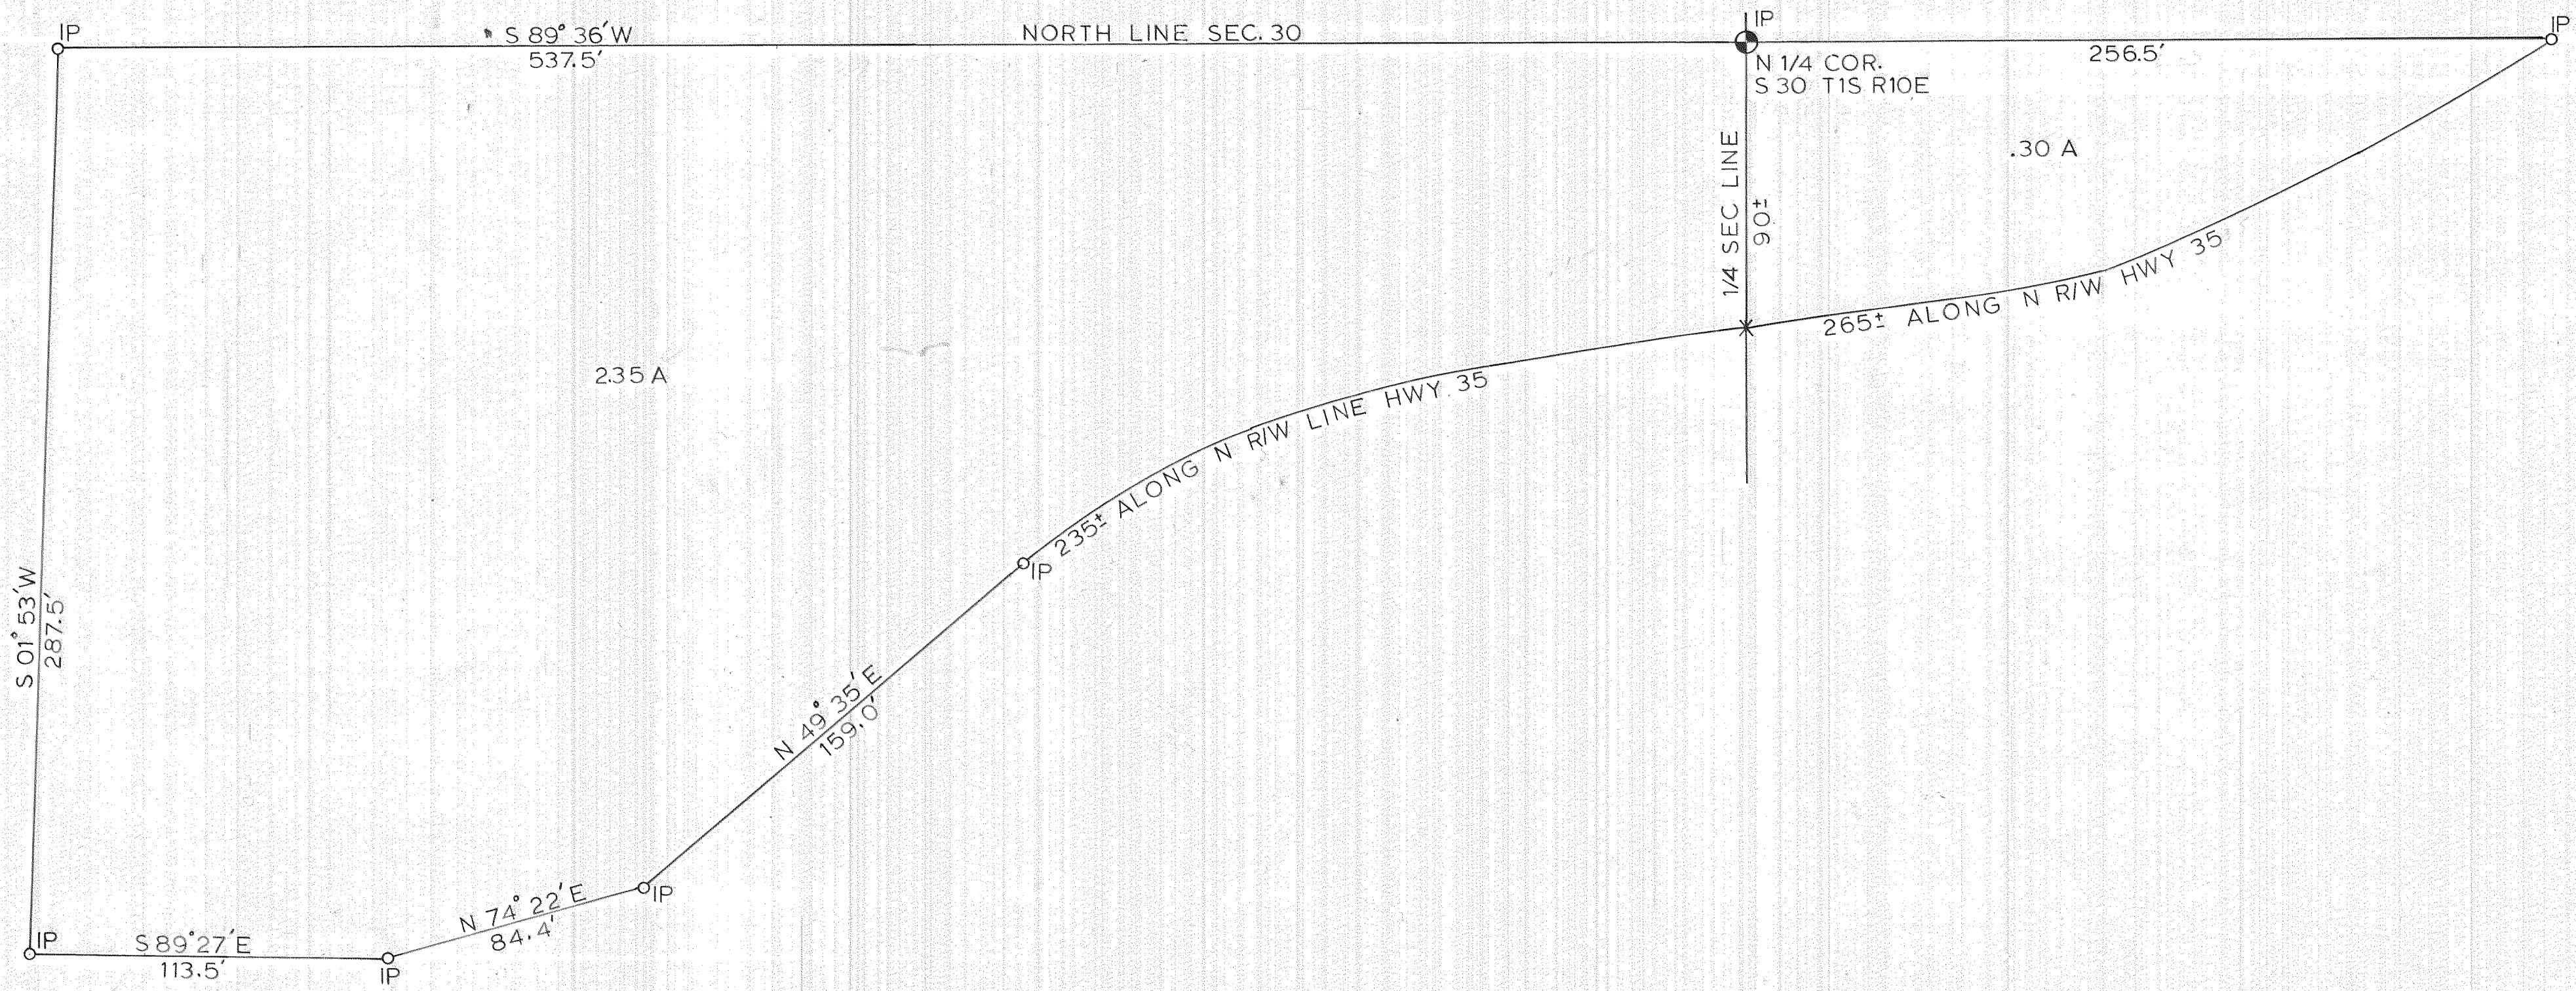 IP
S 89° 36' W
537.5'
NORTH LINE SEC. 30
IP
N 1/4 COR.
S 30 T1S R10E
256.5'
IP
.30 A
1/4 SEC LINE
90±
265± ALONG N R/W HWY 35
2.35 A
235± ALONG N R/W LINE HWY. 35
IP
S 01° 53' W
287.5'
N 49° 35' E
159.0'
IP
N 74° 22' E
84.4'
IP
S 89° 27' E
113.5'
IP